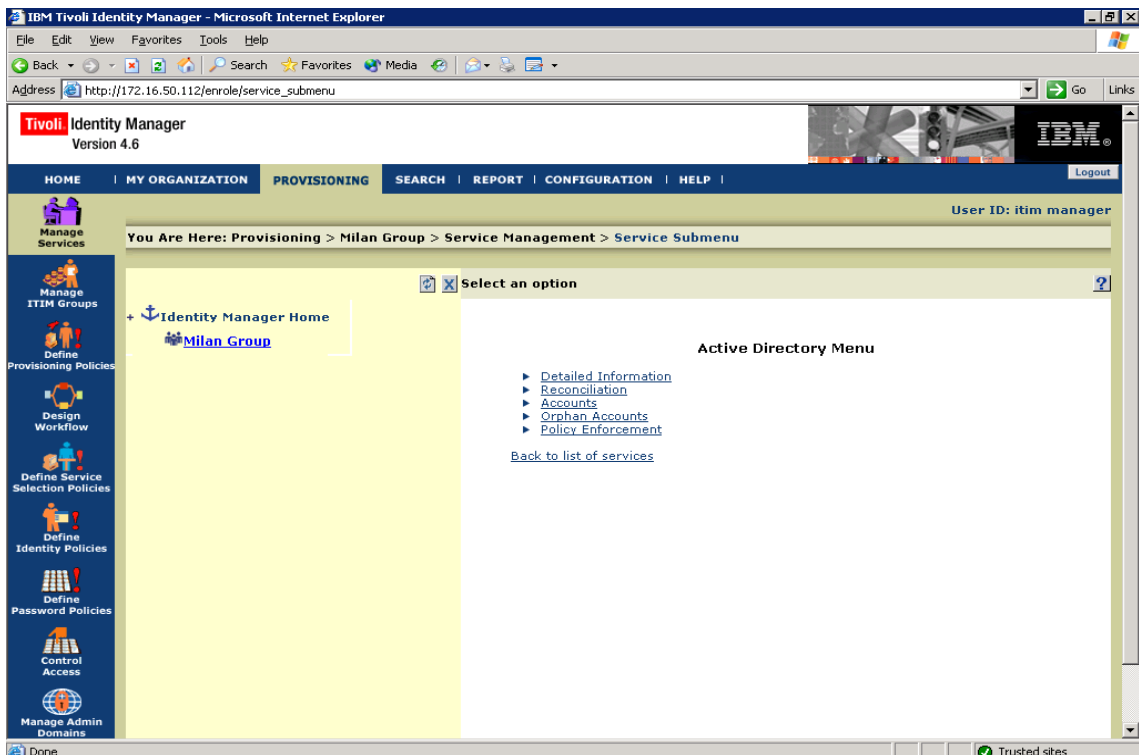 IBM Tivoli Identity Manager - Microsoft Internet Explorer
File Edit View Favorites Tools Help
Back Search Favorites Media
Address http://172.16.50.112/enrole/service_submenu Go Links
Tivoli. Identity Manager
Version 4.6
IBM®
HOME | MY ORGANIZATION PROVISIONING SEARCH | REPORT | CONFIGURATION | HELP | Logout
User ID: itim manager
You Are Here: Provisioning > Milan Group > Service Management > Service Submenu
Manage
Services
Manage
ITIM Groups
Define
Provisioning Policies
Design
Workflow
Define Service
Selection Policies
Define
Identity Policies
Define
Password Policies
Control
Access
Manage Admin
Domains
+ Identity Manager Home
Milan Group
Select an option ?
Active Directory Menu
Detailed Information
Reconciliation
Accounts
Orphan Accounts
Policy Enforcement
Back to list of services
Done Trusted sites